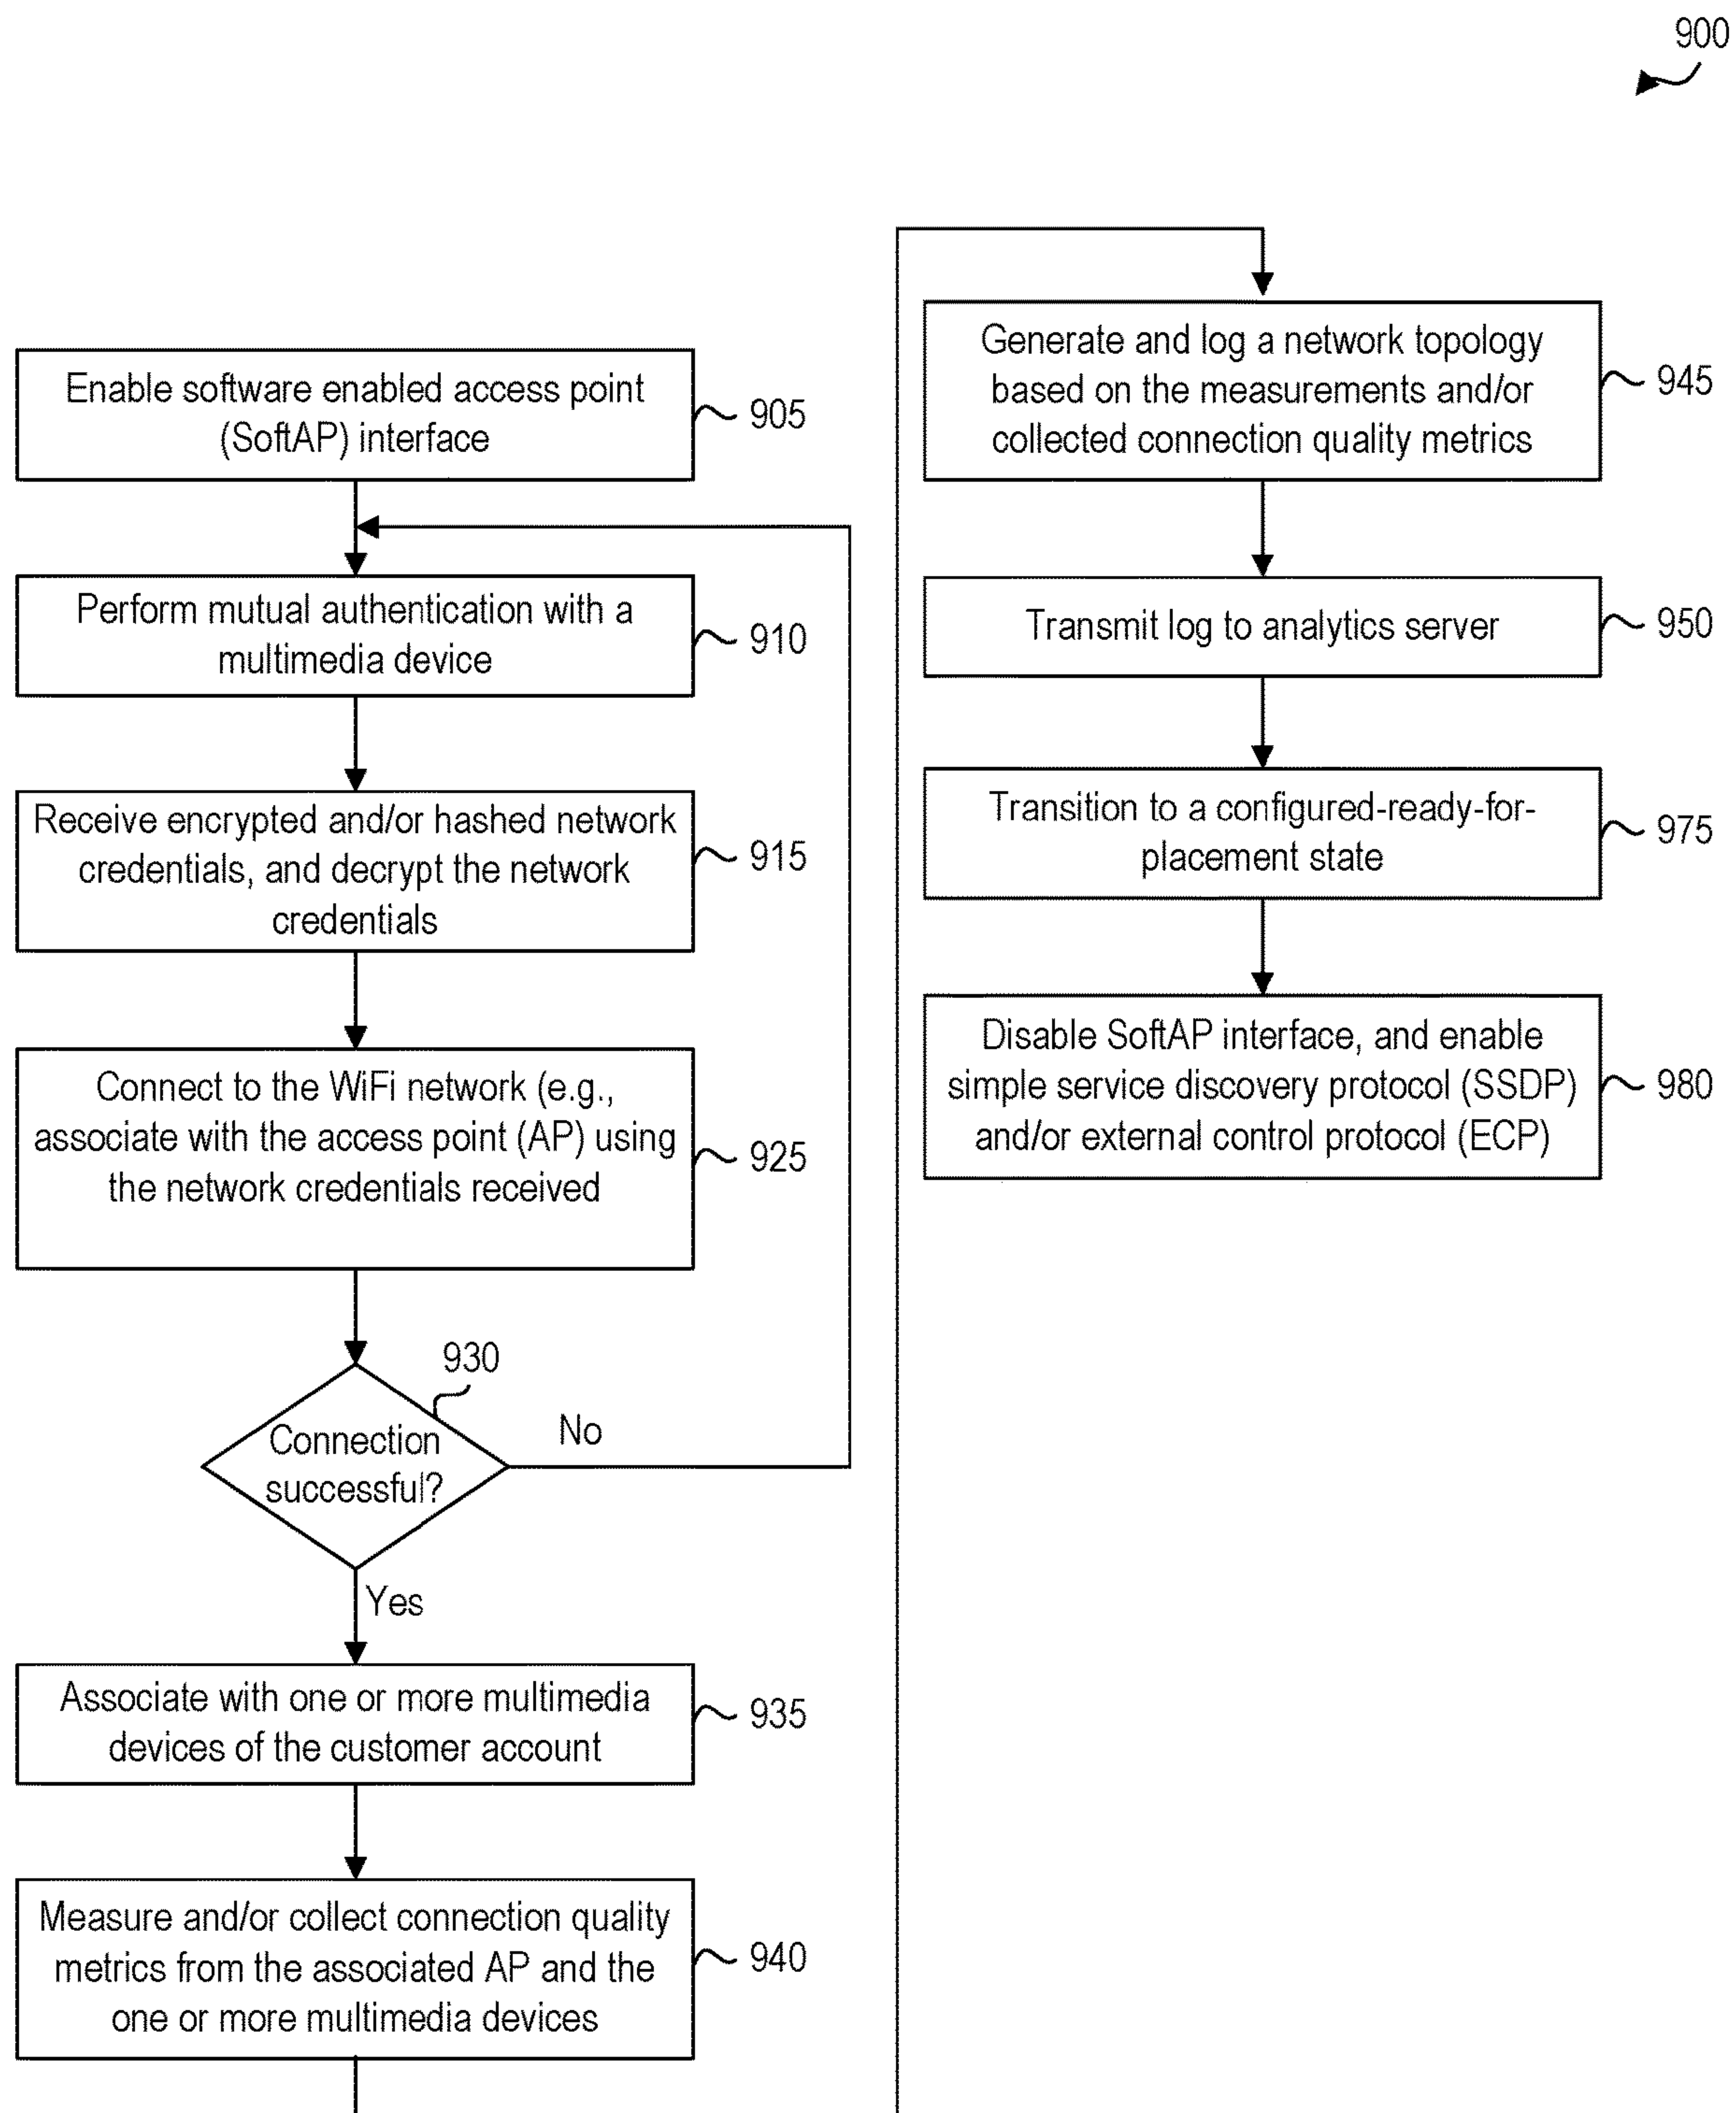 900
Enable software enabled access point
(SoftAP) interface
905
Perform mutual authentication with a
multimedia device
910
Receive encrypted and/or hashed network
credentials, and decrypt the network
credentials
915
Connect to the WiFi network (e.g.,
associate with the access point (AP) using
the network credentials received
925
930
Connection
successful?
No
Yes
Associate with one or more multimedia
devices of the customer account
935
Measure and/or collect connection quality
metrics from the associated AP and the
one or more multimedia devices
940
Generate and log a network topology
based on the measurements and/or
collected connection quality metrics
945
Transmit log to analytics server
950
Transition to a configured-ready-for-
placement state
975
Disable SoftAP interface, and enable
simple service discovery protocol (SSDP)
and/or external control protocol (ECP)
980